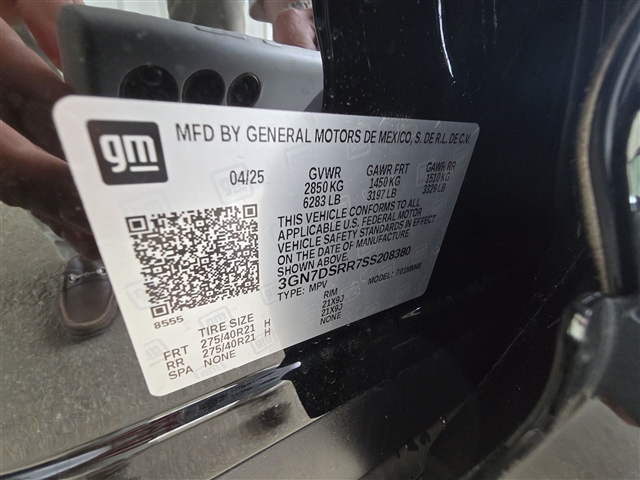 gm
MFD BY GENERAL MOTORS DE MEXICO, S. DE R.L. DE C.V.
04/25 GVWR GAWR FRT GAWR RR
2850 KG 1450 KG 1510 KG
6283 LB 3197 LB 3329 LB
THIS VEHICLE CONFORMS TO ALL
APPLICABLE U.S. FEDERAL MOTOR
VEHICLE SAFETY STANDARDS IN EFFECT
ON THE DATE OF MANUFACTURE
SHOWN ABOVE.
3GN7DSRR7SS208380
TYPE: MPV MODEL:
8555
TIRE SIZE RIM
FRT 275/40R21 H 21X9J
RR 275/40R21 H 21X9J
SPA NONE NONE